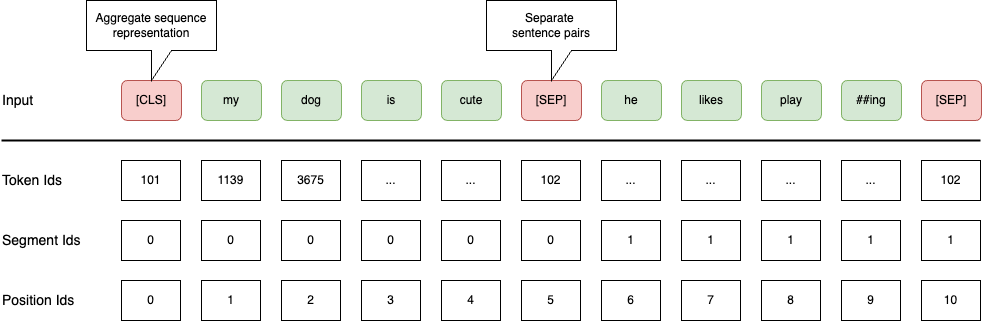 Aggregate sequence
representation
Separate
sentence pairs
Input [CLS] my dog is cute [SEP] he likes play ##ing [SEP]
Token Ids 101 1139 3675 ... ... 102 ... ... ... ... 102
Segment Ids 0 0 0 0 0 0 1 1 1 1 1
Position Ids 0 1 2 3 4 5 6 7 8 9 10